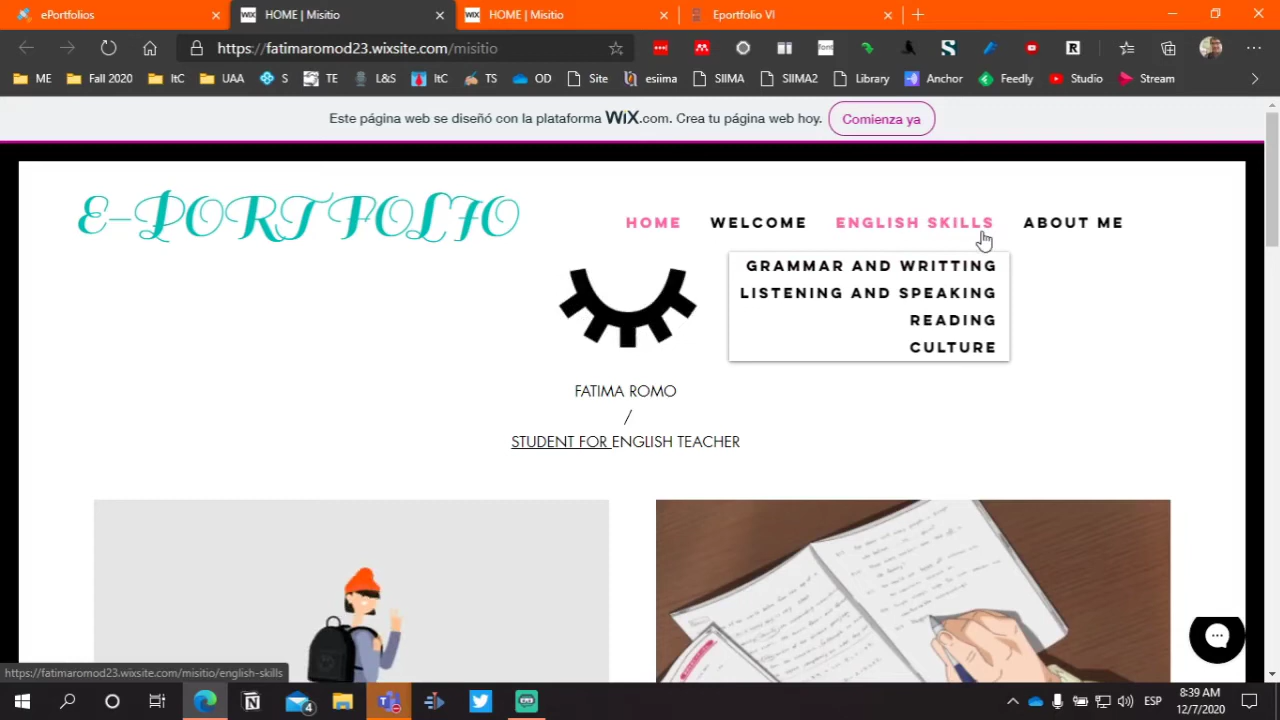 ePortfolios
HOME | Misitio
HOME | Misitio
Eportfolio VI
https://fatimaromod23.wixsite.com/misitio
font
ME
Fall 2020
ItC
UAA
S
TE
L&S
ItC
TS
OD
Site
esiima
SIIMA
SIIMA2
Library
Anchor
Feedly
Studio
Stream
Este página web se diseñó con la plataforma WiX.com. Crea tu página web hoy.
Comienza ya
E-PORTFOLIO
HOME
WELCOME
ENGLISH SKILLS
ABOUT ME
GRAMMAR AND WRITTING
LISTENING AND SPEAKING
READING
CULTURE
FATIMA ROMO
/
STUDENT FOR ENGLISH TEACHER
https://fatimaromod23.wixsite.com/misitio/english-skills
4
ESP
8:39 AM
12/7/2020